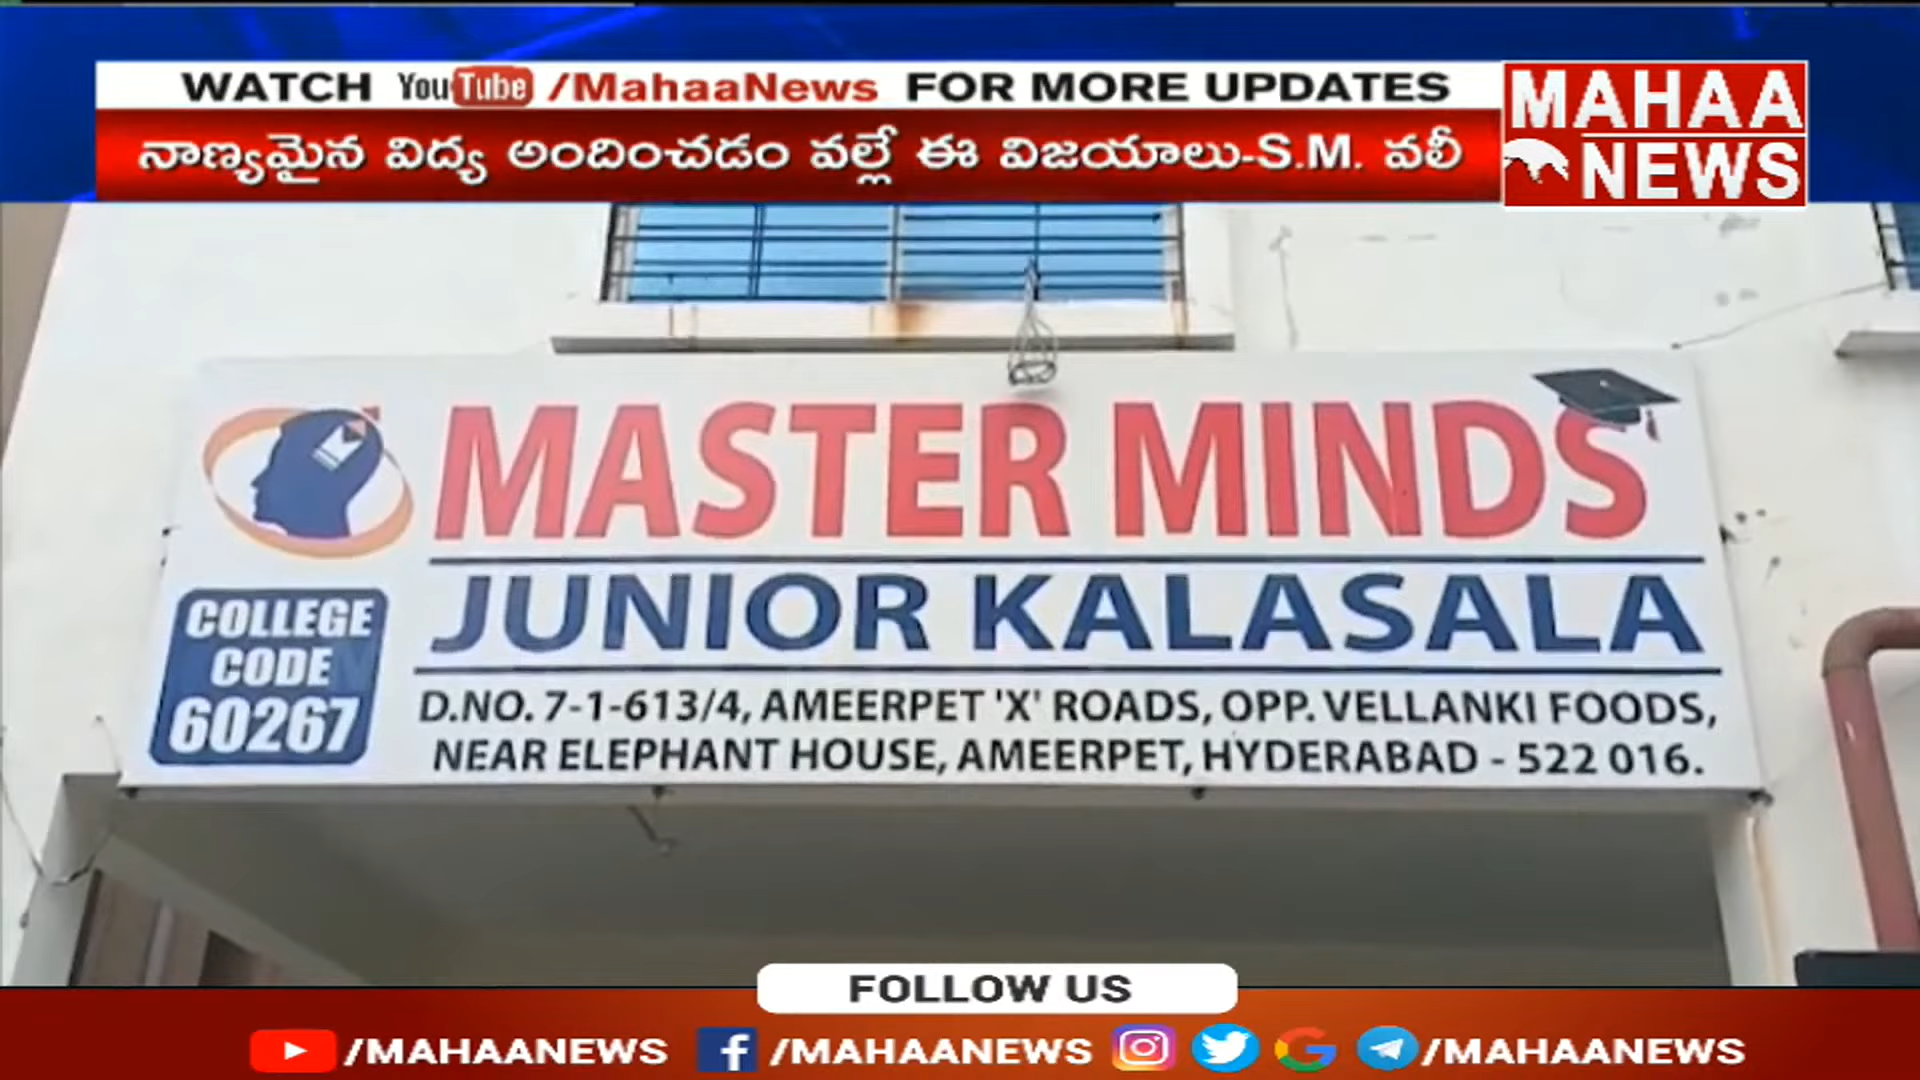 WATCH YouTube /MahaaNews FOR MORE UPDATES
నాణ్యమైన విద్య అందించడం వల్లే ఈ విజయాలు-S.M. వలీ
MAHAA
NEWS
MASTER MINDS
JUNIOR KALASALA
COLLEGE
CODE
60267
D.NO. 7-1-613/4, AMEERPET 'X' ROADS, OPP. VELLANKI FOODS,
NEAR ELEPHANT HOUSE, AMEERPET, HYDERABAD - 522 016.
FOLLOW US
/MAHAANEWS /MAHAANEWS /MAHAANEWS